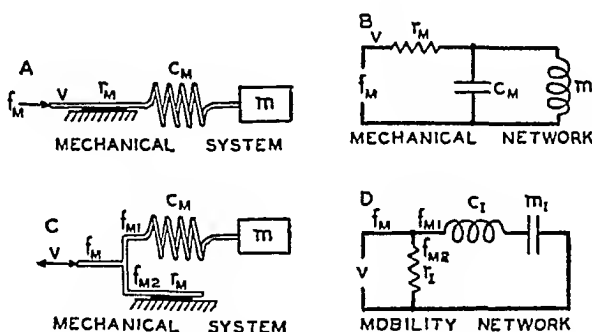 A
f_M
V
r_M
C_M
m
MECHANICAL SYSTEM
B
V
r_M
f_M
C_M
m
MECHANICAL NETWORK
C
V
f_M
f_M1
C_M
m
f_M2
r_M
MECHANICAL SYSTEM
D
f_M
f_M1
C_I
m_I
V
f_M2
r_I
MOBILITY NETWORK